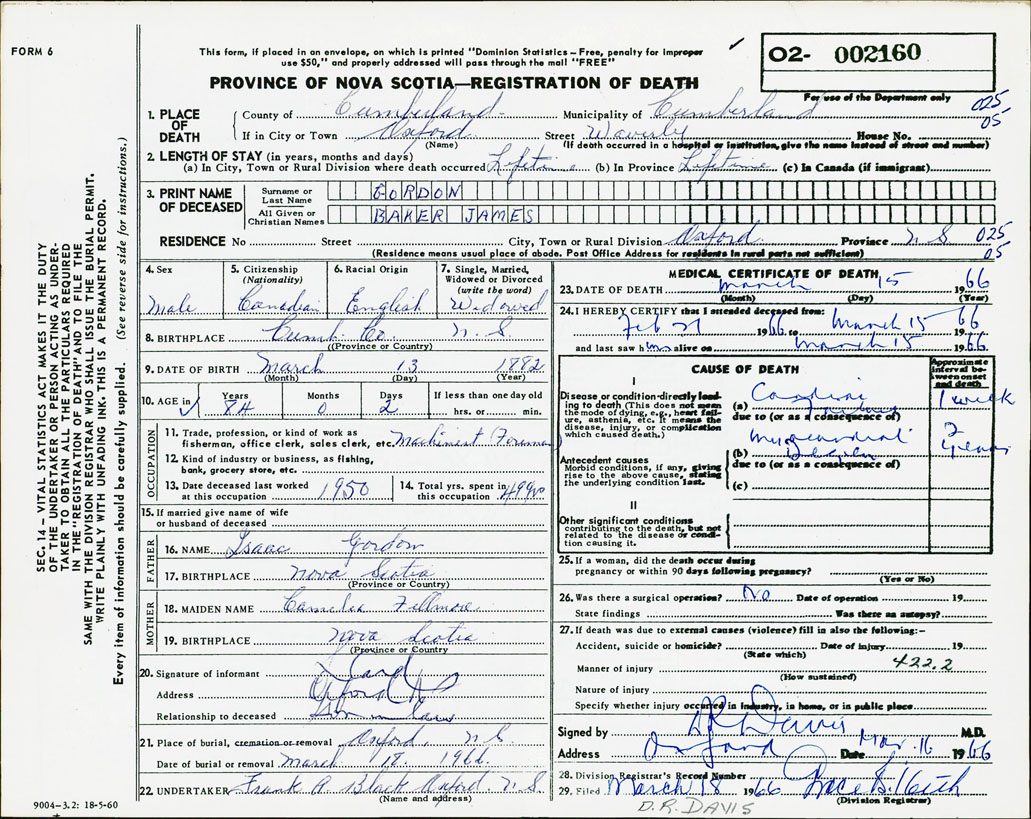 FORM 6
This form, if placed in an envelope, on which is printed "Dominion Statistics – Free, penalty for improper
use $50," and properly addressed will pass through the mail "FREE"
O2- 002160
PROVINCE OF NOVA SCOTIA—REGISTRATION OF DEATH
For use of the Department only
025
05
1. PLACE OF DEATH
County of Cumberland Municipality of Cumberland
If in City or Town Oxford Street Waverly House No.
(Name) (If death occurred in a hospital or institution, give the name instead of street and number)
2. LENGTH OF STAY (in years, months and days)
(a) In City, Town or Rural Division where death occurred Lifetime (b) In Province Lifetime (c) In Canada (if immigrant)
3. PRINT NAME OF DECEASED
Surname or Last Name GORDON
All Given or Christian Names BAKER JAMES
RESIDENCE No Street City, Town or Rural Division Oxford Province N S 025
(Residence means usual place of abode. Post Office Address for residents in rural parts not sufficient) 05
4. Sex
Male
5. Citizenship (Nationality)
Canadian
6. Racial Origin
English
7. Single, Married, Widowed or Divorced (write the word)
Widowed
8. BIRTHPLACE Cumb. Co. N. S
(Province or Country)
9. DATE OF BIRTH March 13 1882
(Month) (Day) (Year)
10. AGE in Years Months Days If less than one day old
84 0 2 hrs. or min.
OCCUPATION
11. Trade, profession, or kind of work as
fisherman, office clerk, sales clerk, etc. Machinest (Foreman
12. Kind of industry or business, as fishing,
bank, grocery store, etc.
13. Date deceased last worked at this occupation 1950
14. Total yrs. spent in this occupation 49
15. If married give name of wife
or husband of deceased
FATHER
16. NAME Isaac Gordon
17. BIRTHPLACE Nova Scotia
(Province or Country)
MOTHER
18. MAIDEN NAME Camelia Fillmore
19. BIRTHPLACE Nova Scotia
(Province or Country
20. Signature of informant
Address Oxford N S
Relationship to deceased Son in law
21. Place of burial, cremation or removal Oxford, N. S.
Date of burial or removal March 18. 1966.
22. UNDERTAKER Frank A. Black Oxford N. S.
(Name and address)
9004-3.2: 18-5-60
MEDICAL CERTIFICATE OF DEATH
23. DATE OF DEATH March 15 1966
(Month) (Day) (Year)
24. I HEREBY CERTIFY that I attended deceased from:
Feb 1966 to March 15 1966
and last saw him alive on March 15 1966
CAUSE OF DEATH
Approximate interval between onset and death
I
Disease or condition directly leading to death (This does not mean the mode of dying, e.g., heart failure, asthenia, etc. It means the disease, injury, or complication which caused death.)
(a) Cardiac 1 week
due to (or as a consequence of)
Antecedent causes
Morbid conditions, if any, giving rise to the above cause, stating the underlying condition last.
(b) Myocardial Degen 2 years
due to (or as a consequence of)
(c)
II
Other significant conditions
contributing to the death, but not related to the disease or condition causing it.
25. If a woman, did the death occur during
pregnancy or within 90 days following pregnancy?
(Yes or No)
26. Was there a surgical operation? No Date of operation 19
State findings Was there an autopsy?
27. If death was due to external causes (violence) fill in also the following:–
Accident, suicide or homicide? Date of injury 19
(State which)
Manner of injury 422.2
(How sustained)
Nature of injury
Specify whether injury occurred in industry, in home, or in public place
Signed by D R Davis M.D.
Address Oxford Date Mar. 16 1966
28. Division Registrar's Record Number
29. Filed March 18 1966
(Division Registrar)
D.R. DAVIS
SEC. 14 – VITAL STATISTICS ACT MAKES IT THE DUTY
OF THE UNDERTAKER OR PERSON ACTING AS UNDER-
TAKER TO OBTAIN ALL THE PARTICULARS REQUIRED
IN THE "REGISTRATION OF DEATH" AND TO FILE THE
SAME WITH THE DIVISION REGISTRAR WHO SHALL ISSUE THE BURIAL PERMIT.
WRITE PLAINLY WITH UNFADING INK. THIS IS A PERMANENT RECORD.
Every item of information should be carefully supplied. (See reverse side for instructions.)